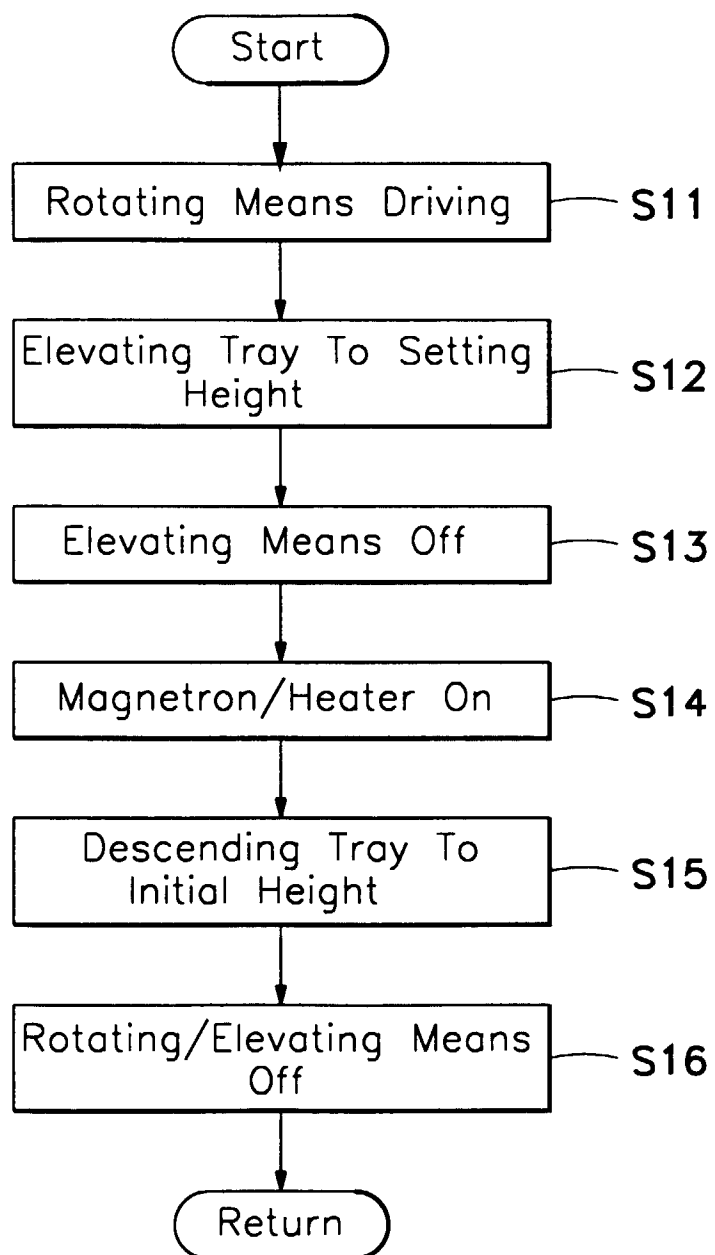 Start
Rotating Means Driving S11
Elevating Tray To Setting
Height
S12
Elevating Means Off S13
Magnetron/Heater On S14
Descending Tray To
Initial Height
S15
Rotating/Elevating Means
Off
S16
Return